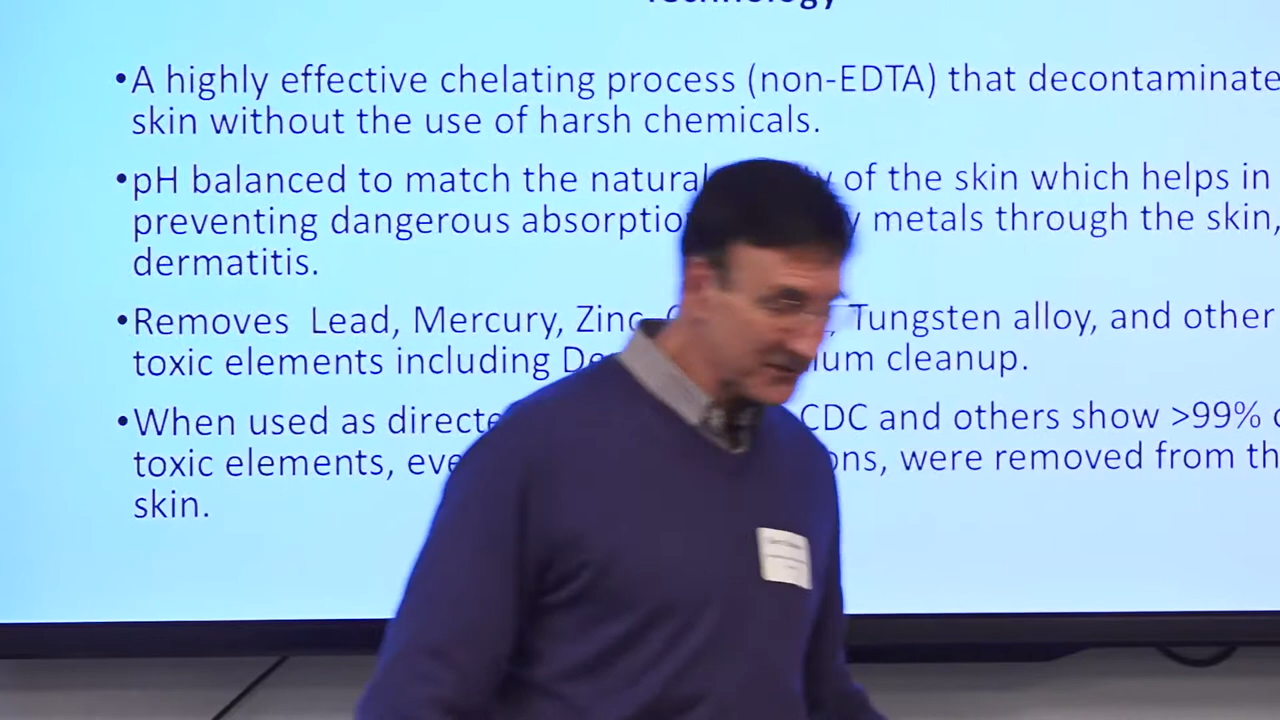 Technology
•A highly effective chelating process (non-EDTA) that decontaminate
skin without the use of harsh chemicals.
•pH balanced to match the natural of the skin which helps in
preventing dangerous absorptio metals through the skin,
dermatitis.
•Removes Lead, Mercury, Zinc, Tungsten alloy, and other
toxic elements including De ium cleanup.
•When used as directe CDC and others show >99%
toxic elements, eve ons, were removed from th
skin.